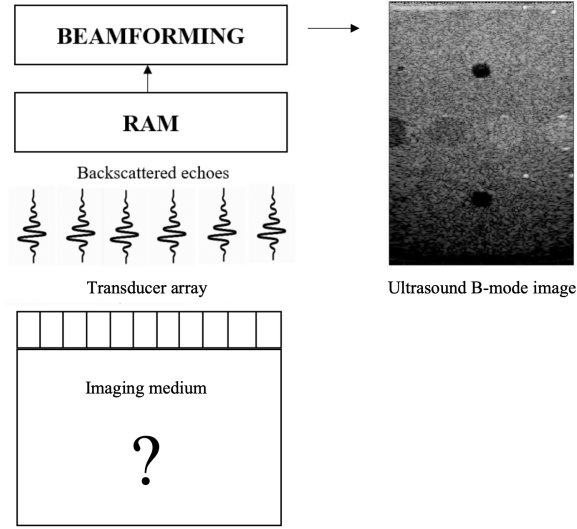 BEAMFORMING
RAM
Backscattered echoes
Transducer array
Ultrasound B-mode image
Imaging medium
?